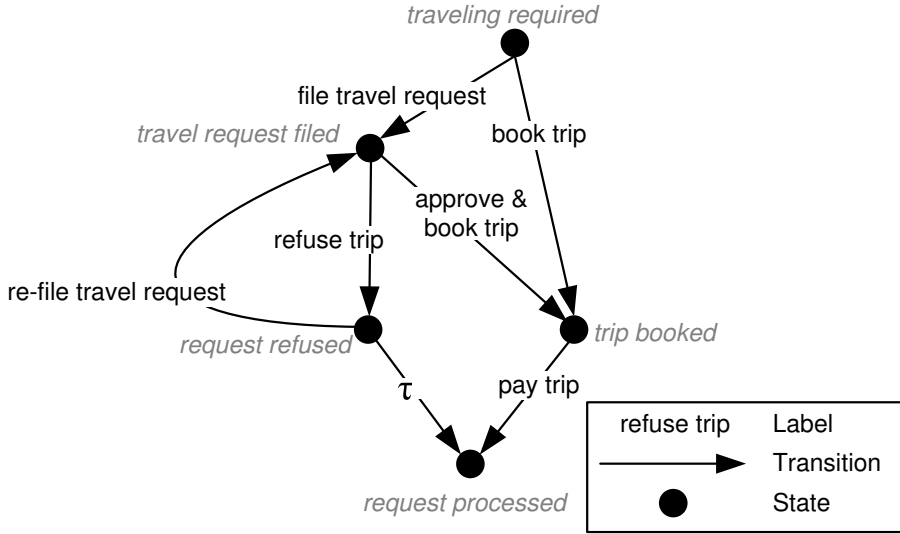 traveling required
file travel request
travel request filed
book trip
approve &
book trip
refuse trip
re-file travel request
request refused
trip booked
τ
pay trip
request processed
refuse trip Label
Transition
State